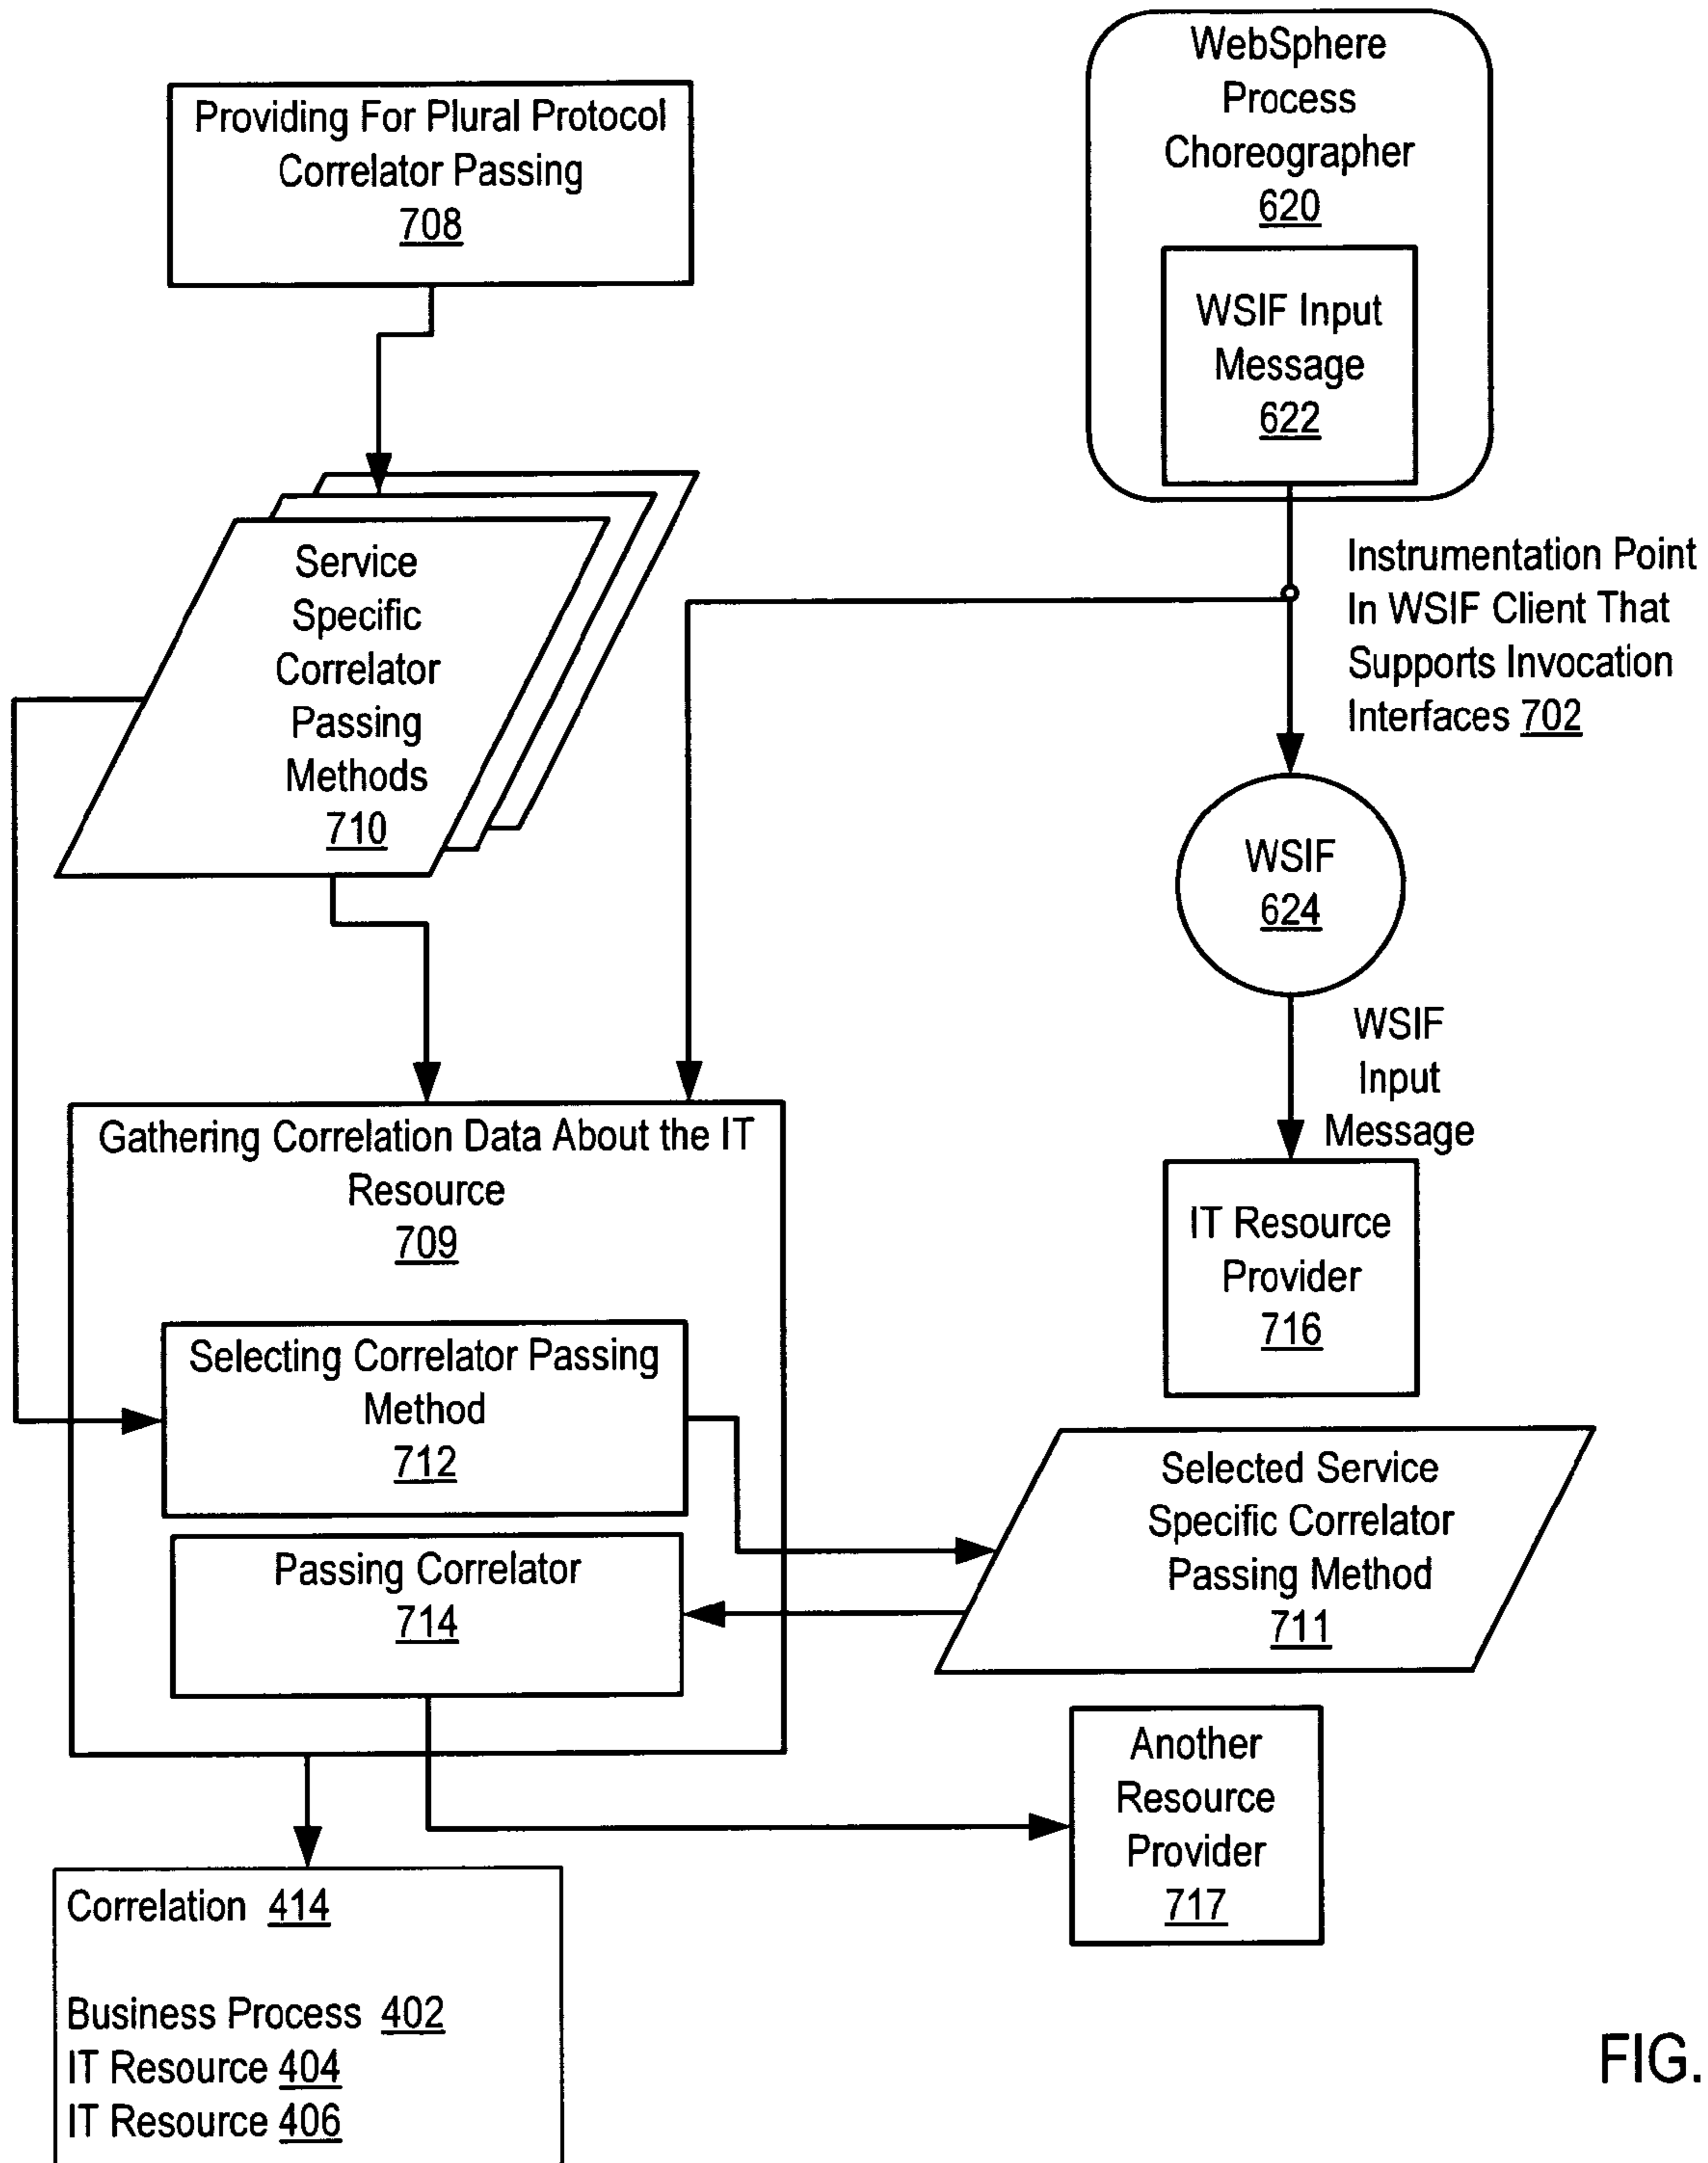 Providing For Plural Protocol
Correlator Passing
708
WebSphere
Process
Choreographer
620
WSIF Input
Message
622
Instrumentation Point
In WSIF Client That
Supports Invocation
Interfaces 702
Service
Specific
Correlator
Passing
Methods
710
WSIF
624
WSIF
Input
Message
Gathering Correlation Data About the IT
Resource
709
IT Resource
Provider
716
Selecting Correlator Passing
Method
712
Selected Service
Specific Correlator
Passing Method
711
Passing Correlator
714
Another
Resource
Provider
717
Correlation 414
Business Process 402
IT Resource 404
IT Resource 406
FIG.